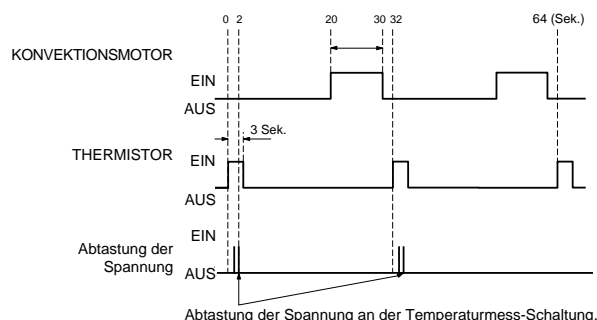 0 2 20 30 32 64 (Sek.)
KONVEKTIONSMOTOR
EIN
AUS
3 Sek.
THERMISTOR
EIN
AUS
EIN
Abtastung der
Spannung
AUS
Abtastung der Spannung an der Temperaturmess-Schaltung.